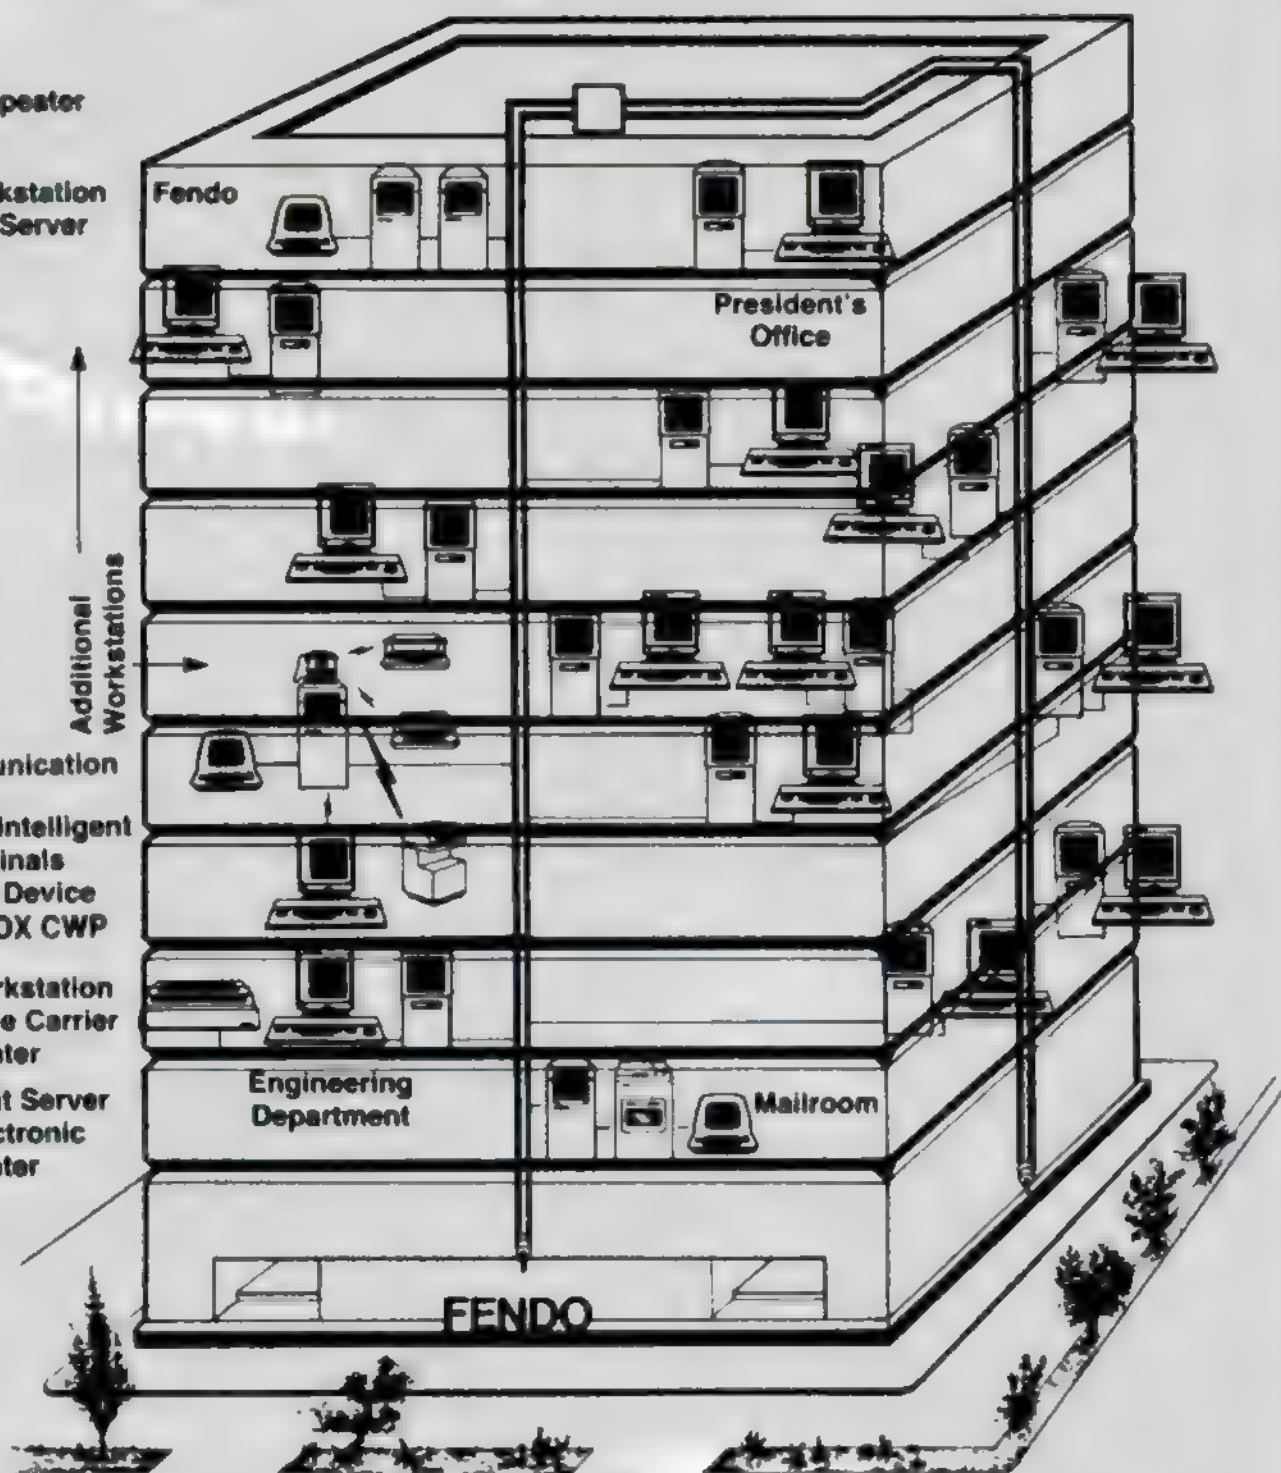 peater
kstation
Server
Fendo
President's
Office
Additional
Workstations
unication
intelligent
inals
Device
OX CWP
rkstation
e Carrier
ter
Engineering
Department
Mailroom
t Server
ctronic
ter
FENDO